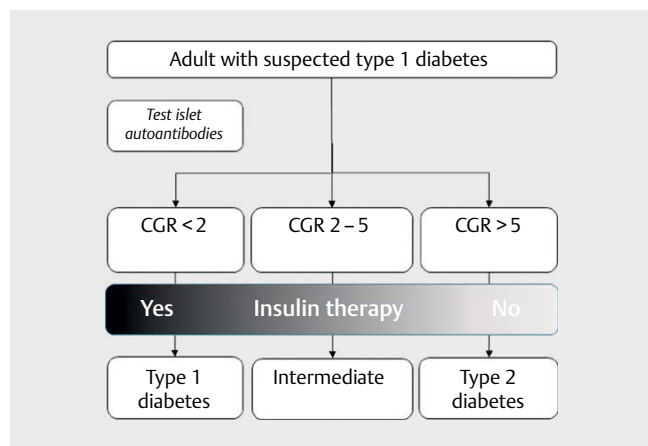 Adult with suspected type 1 diabetes
Test islet
autoantibodies
CGR < 2
CGR 2 – 5
CGR > 5
Yes
Insulin therapy
No
Type 1
diabetes
Intermediate
Type 2
diabetes